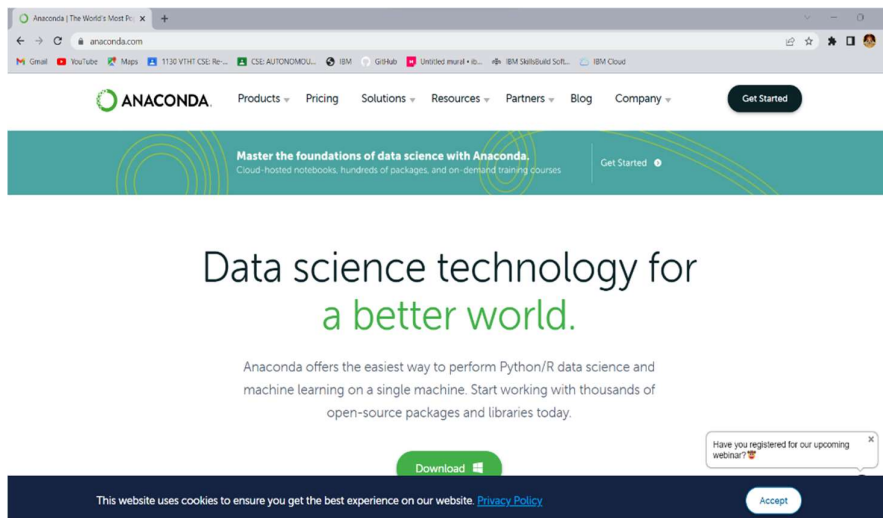 Anaconda | The World's Most Po
anaconda.com
Gmail YouTube Maps 1130 VTHT CSE: Re-... CSE: AUTONOMOU... IBM GitHub Untitled mural • ib... IBM SkillsBuild Soft... IBM Cloud
ANACONDA. Products Pricing Solutions Resources Partners Blog Company Get Started
Master the foundations of data science with Anaconda.
Cloud-hosted notebooks, hundreds of packages, and on-demand training courses
Get Started
Data science technology for
a better world.
Anaconda offers the easiest way to perform Python/R data science and
machine learning on a single machine. Start working with thousands of
open-source packages and libraries today.
Have you registered for our upcoming
webinar?
Download
This website uses cookies to ensure you get the best experience on our website. Privacy Policy Accept